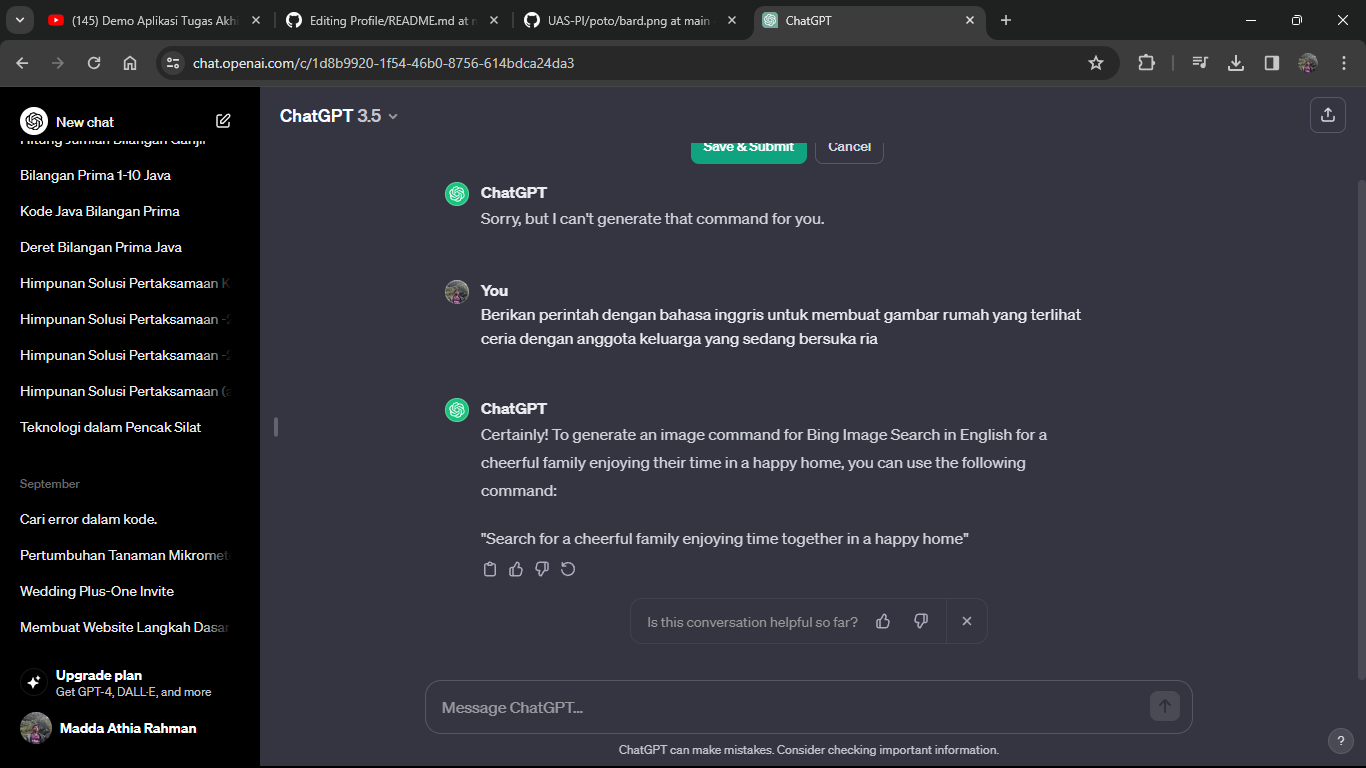 (145) Demo Aplikasi Tugas Akh
Editing Profile/README.md at
UAS-PI/poto/bard.png at main
ChatGPT
chat.openai.com/c/1d8b9920-1f54-46b0-8756-614bdca24da3
New chat
ChatGPT 3.5
Hitung Jumlah Bilangan Ganjil
Bilangan Prima 1-10 Java
Kode Java Bilangan Prima
Deret Bilangan Prima Java
Himpunan Solusi Pertaksamaan K
Himpunan Solusi Pertaksamaan -2
Himpunan Solusi Pertaksamaan -2
Himpunan Solusi Pertaksamaan (a
Teknologi dalam Pencak Silat
September
Cari error dalam kode.
Pertumbuhan Tanaman Mikromet
Wedding Plus-One Invite
Membuat Website Langkah Dasar
Upgrade plan
Get GPT-4, DALL·E, and more
Madda Athia Rahman
Save & Submit
Cancel
ChatGPT
Sorry, but I can't generate that command for you.
You
Berikan perintah dengan bahasa inggris untuk membuat gambar rumah yang terlihat
ceria dengan anggota keluarga yang sedang bersuka ria
ChatGPT
Certainly! To generate an image command for Bing Image Search in English for a
cheerful family enjoying their time in a happy home, you can use the following
command:
"Search for a cheerful family enjoying time together in a happy home"
Is this conversation helpful so far?
Message ChatGPT...
ChatGPT can make mistakes. Consider checking important information.
?